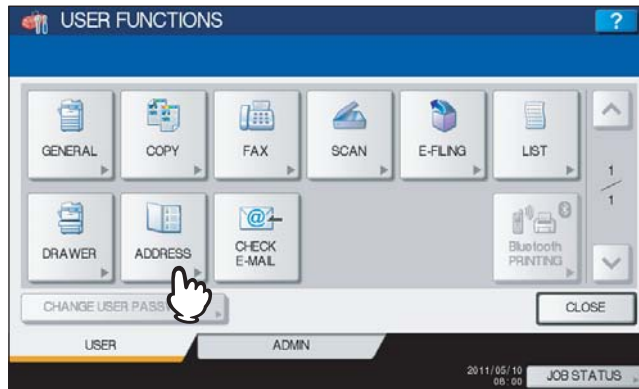 USER FUNCTIONS
?
GENERAL
COPY
FAX
SCAN
E-FILING
LIST
1
1
DRAWER
ADDRESS
@
CHECK
E-MAIL
Bluetooth
PRINTING
CHANGE USER
CLOSE
USER
ADMIN
2011/05/10
08:00
JOB STATUS